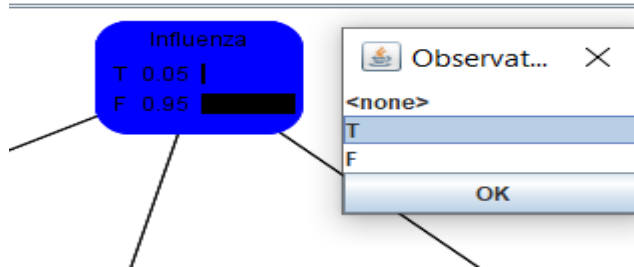 Influenza
T 0.05
F 0.95
Observat...
<none>
T
F
OK